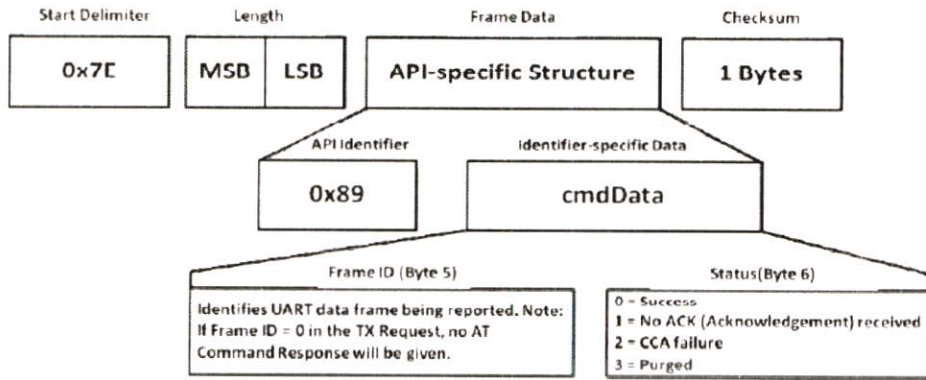 Start Delimiter Length Frame Data Checksum
0x7E MSB LSB API-specific Structure 1 Bytes
API Identifier Identifier-specific Data
0x89 cmdData
Frame ID (Byte 5) Status(Byte 6)
Identifies UART data frame being reported. Note:
If Frame ID = 0 in the TX Request, no AT
Command Response will be given.
0 = Success
1 = No ACK (Acknowledgement) received
2 = CCA failure
3 = Purged